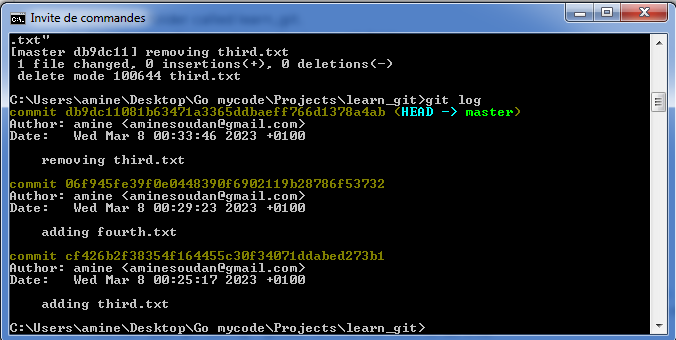 Invite de commandes
.txt"
[master db9dc11] removing third.txt
 1 file changed, 0 insertions(+), 0 deletions(-)
 delete mode 100644 third.txt
C:\Users\amine\Desktop\Go mycode\Projects\learn_git>git log
commit db9dc11081b63471a3365ddbaeff766d1378a4ab (HEAD -> master)
Author: amine <aminesoudan@gmail.com>
Date:   Wed Mar 8 00:33:46 2023 +0100
    removing third.txt
commit 06f945fe39f0e0448390f6902119b28786f53732
Author: amine <aminesoudan@gmail.com>
Date:   Wed Mar 8 00:29:23 2023 +0100
    adding fourth.txt
commit cf426b2f38354f164455c30f34071ddabed273b1
Author: amine <aminesoudan@gmail.com>
Date:   Wed Mar 8 00:25:17 2023 +0100
    adding third.txt
C:\Users\amine\Desktop\Go mycode\Projects\learn_git>